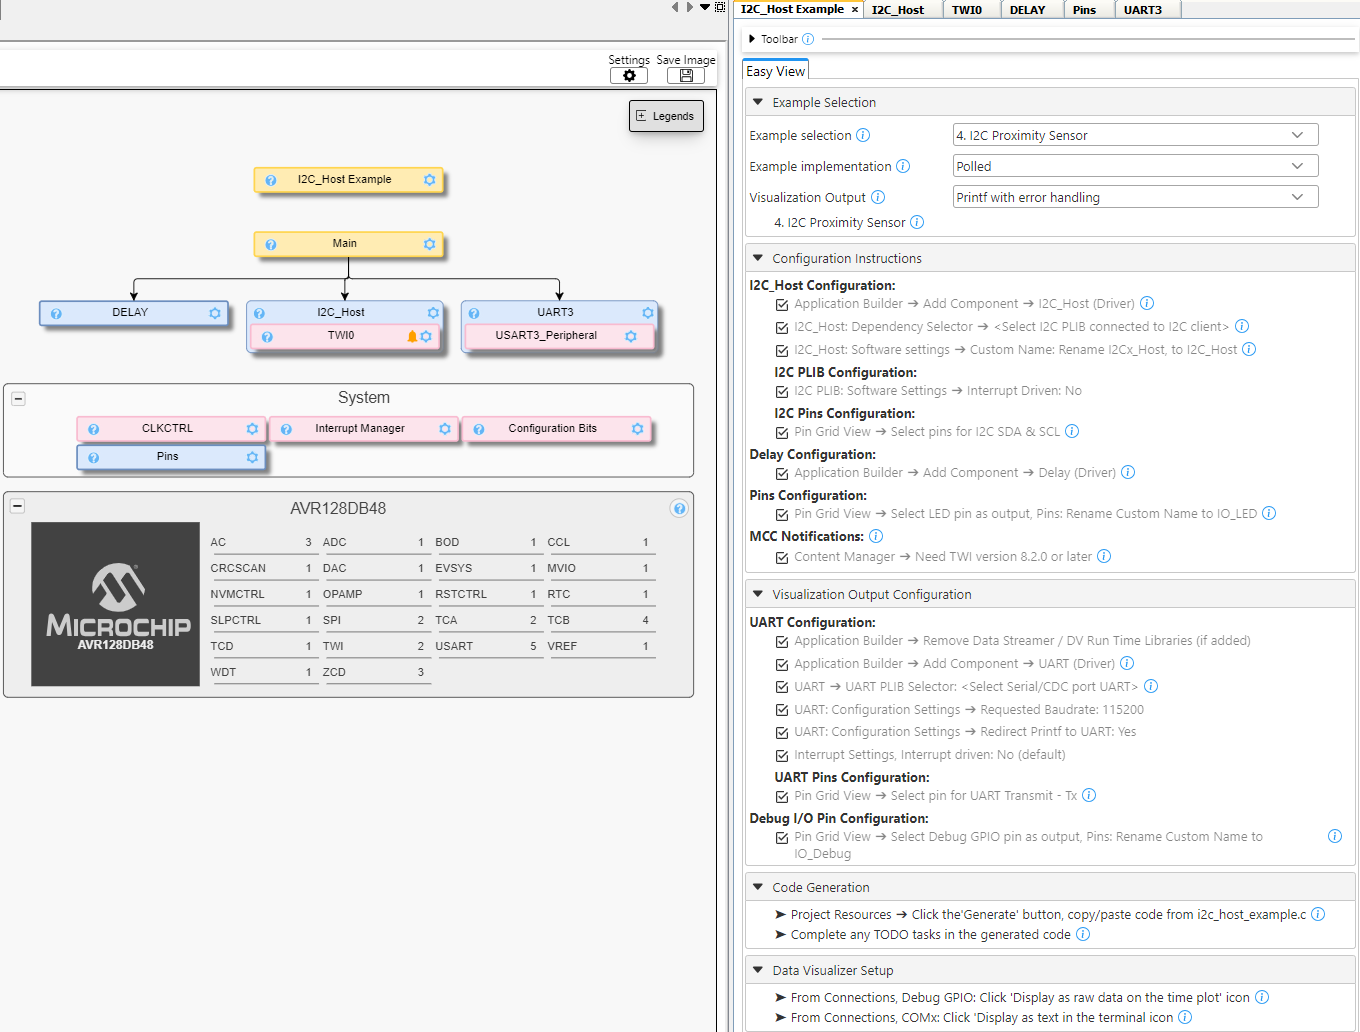 Settings Save Image
Legends
I2C_Host Example
Main
DELAY
I2C_Host
TWI0
UART3
USART3_Peripheral
System
CLKCTRL
Interrupt Manager
Configuration Bits
Pins
AVR128DB48
MICROCHIP
AVR128DB48
AC 3 ADC 1 BOD 1 CCL 1
CRCSCAN 1 DAC 1 EVSYS 1 MVIO 1
NVMCTRL 1 OPAMP 1 RSTCTRL 1 RTC 1
SLPCTRL 1 SPI 2 TCA 2 TCB 4
TCD 1 TWI 2 USART 5 VREF 1
WDT 1 ZCD 3
I2C_Host Example × I2C_Host TWI0 DELAY Pins UART3
Toolbar
Easy View
Example Selection
Example selection 4. I2C Proximity Sensor
Example implementation Polled
Visualization Output Printf with error handling
4. I2C Proximity Sensor
Configuration Instructions
I2C_Host Configuration:
Application Builder → Add Component → I2C_Host (Driver)
I2C_Host: Dependency Selector → <Select I2C PLIB connected to I2C client>
I2C_Host: Software settings → Custom Name: Rename I2Cx_Host, to I2C_Host
I2C PLIB Configuration:
I2C PLIB: Software Settings → Interrupt Driven: No
I2C Pins Configuration:
Pin Grid View → Select pins for I2C SDA & SCL
Delay Configuration:
Application Builder → Add Component → Delay (Driver)
Pins Configuration:
Pin Grid View → Select LED pin as output, Pins: Rename Custom Name to IO_LED
MCC Notifications:
Content Manager → Need TWI version 8.2.0 or later
Visualization Output Configuration
UART Configuration:
Application Builder → Remove Data Streamer / DV Run Time Libraries (if added)
Application Builder → Add Component → UART (Driver)
UART → UART PLIB Selector: <Select Serial/CDC port UART>
UART: Configuration Settings → Requested Baudrate: 115200
UART: Configuration Settings → Redirect Printf to UART: Yes
Interrupt Settings, Interrupt driven: No (default)
UART Pins Configuration:
Pin Grid View → Select pin for UART Transmit - Tx
Debug I/O Pin Configuration:
Pin Grid View → Select Debug GPIO pin as output, Pins: Rename Custom Name to
IO_Debug
Code Generation
➤ Project Resources → Click the'Generate' button, copy/paste code from i2c_host_example.c
➤ Complete any TODO tasks in the generated code
Data Visualizer Setup
➤ From Connections, Debug GPIO: Click 'Display as raw data on the time plot' icon
➤ From Connections, COMx: Click 'Display as text in the terminal icon